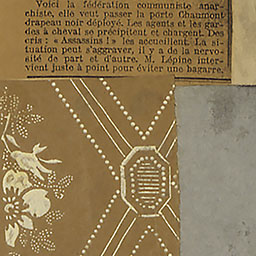 Voici la fédération communiste anar-
chiste, elle veut passer la porte Chaumont
drapeau noir déployé. Les agents et les gar-
des à cheval se précipitent et chargent. Des
cris : « Assassins ! » les accueillent. La si-
tuation peut s'aggraver, il y a de la nervo-
sité de part et d'autre. M. Lépine inter-
vient juste à point pour éviter une bagarre.